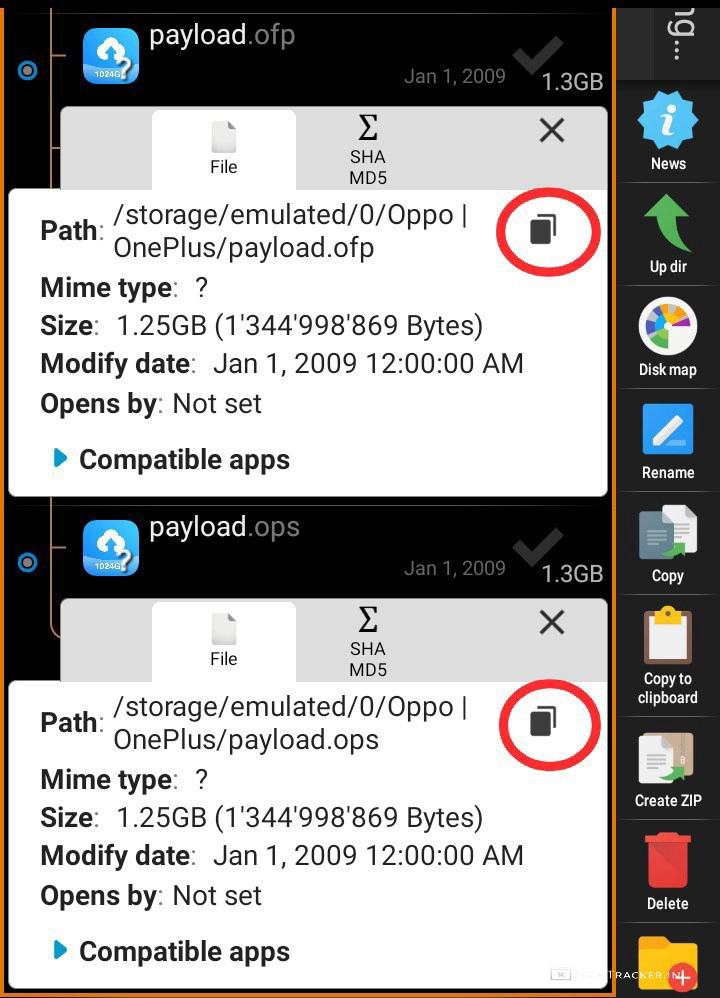 payload.ofp
1024G
?
Jan 1, 2009
1.3GB
Σ
SHA
MD5
File
Path: /storage/emulated/0/Oppo |
OnePlus/payload.ofp
Mime type: ?
Size: 1.25GB (1'344'998'869 Bytes)
Modify date: Jan 1, 2009 12:00:00 AM
Opens by: Not set
Compatible apps
payload.ops
1024G
?
Jan 1, 2009
1.3GB
Σ
SHA
MD5
File
Path: /storage/emulated/0/Oppo |
OnePlus/payload.ops
Mime type: ?
Size: 1.25GB (1'344'998'869 Bytes)
Modify date: Jan 1, 2009 12:00:00 AM
Opens by: Not set
Compatible apps
ng...
News
Up dir
Disk map
Rename
Copy
Copy to
clipboard
Create ZIP
Delete
TECHTRACKER.IN